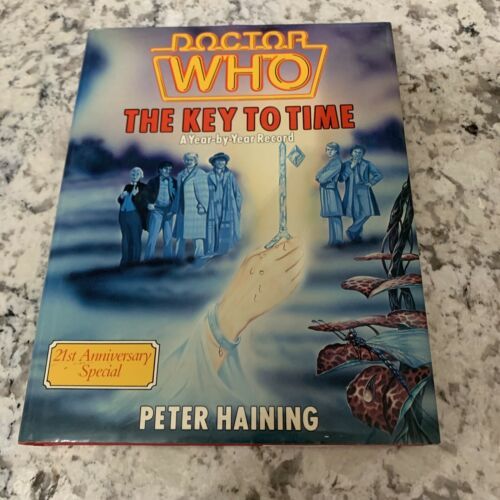 DOCTOR
WHO
THE KEY TO TIME
A Year-by-Year Record
21st Anniversary
Special
PETER HAINING